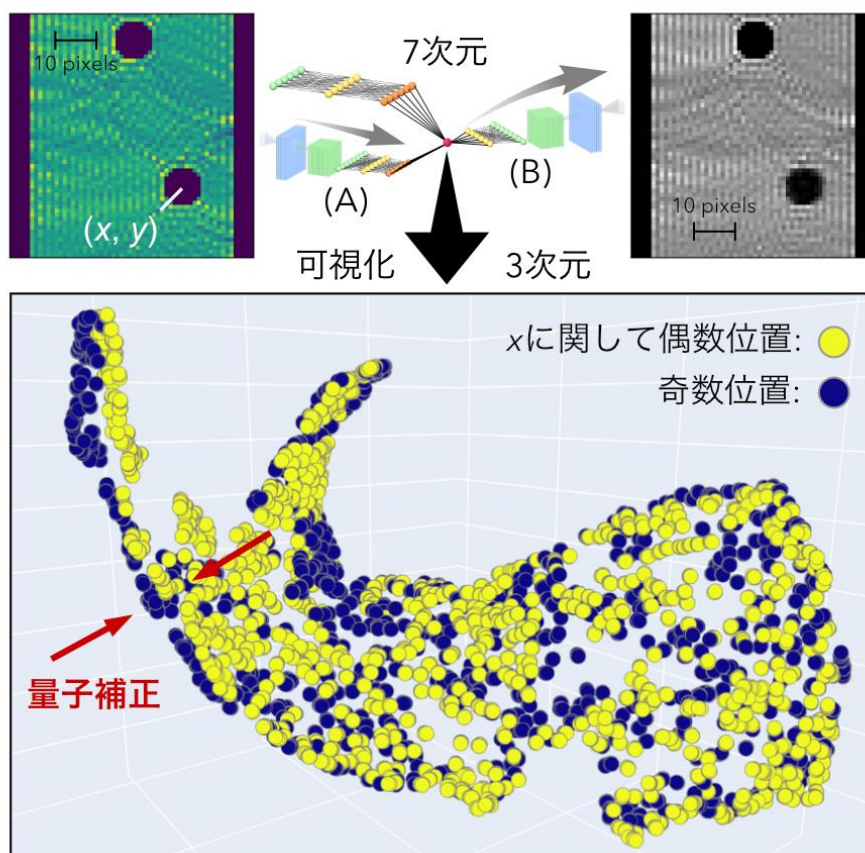 10 pixels
(x, y)
7次元
(A)
(B)
10 pixels
可視化
3次元
xに関して偶数位置:
奇数位置:
量子補正